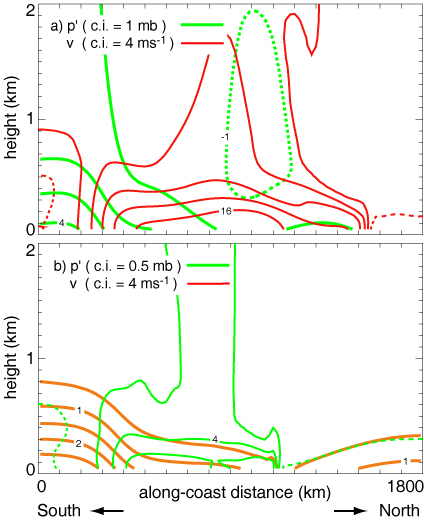 2
a) p' ( c.i. = 1 mb )
v ( c.i. = 4 ms-1 )
height (km)
1
-1
16
4
0
2
b) p' ( c.i. = 0.5 mb )
v ( c.i. = 4 ms-1 )
height (km)
1
1
4
2
1
0
0 along-coast distance (km) 1800
South North